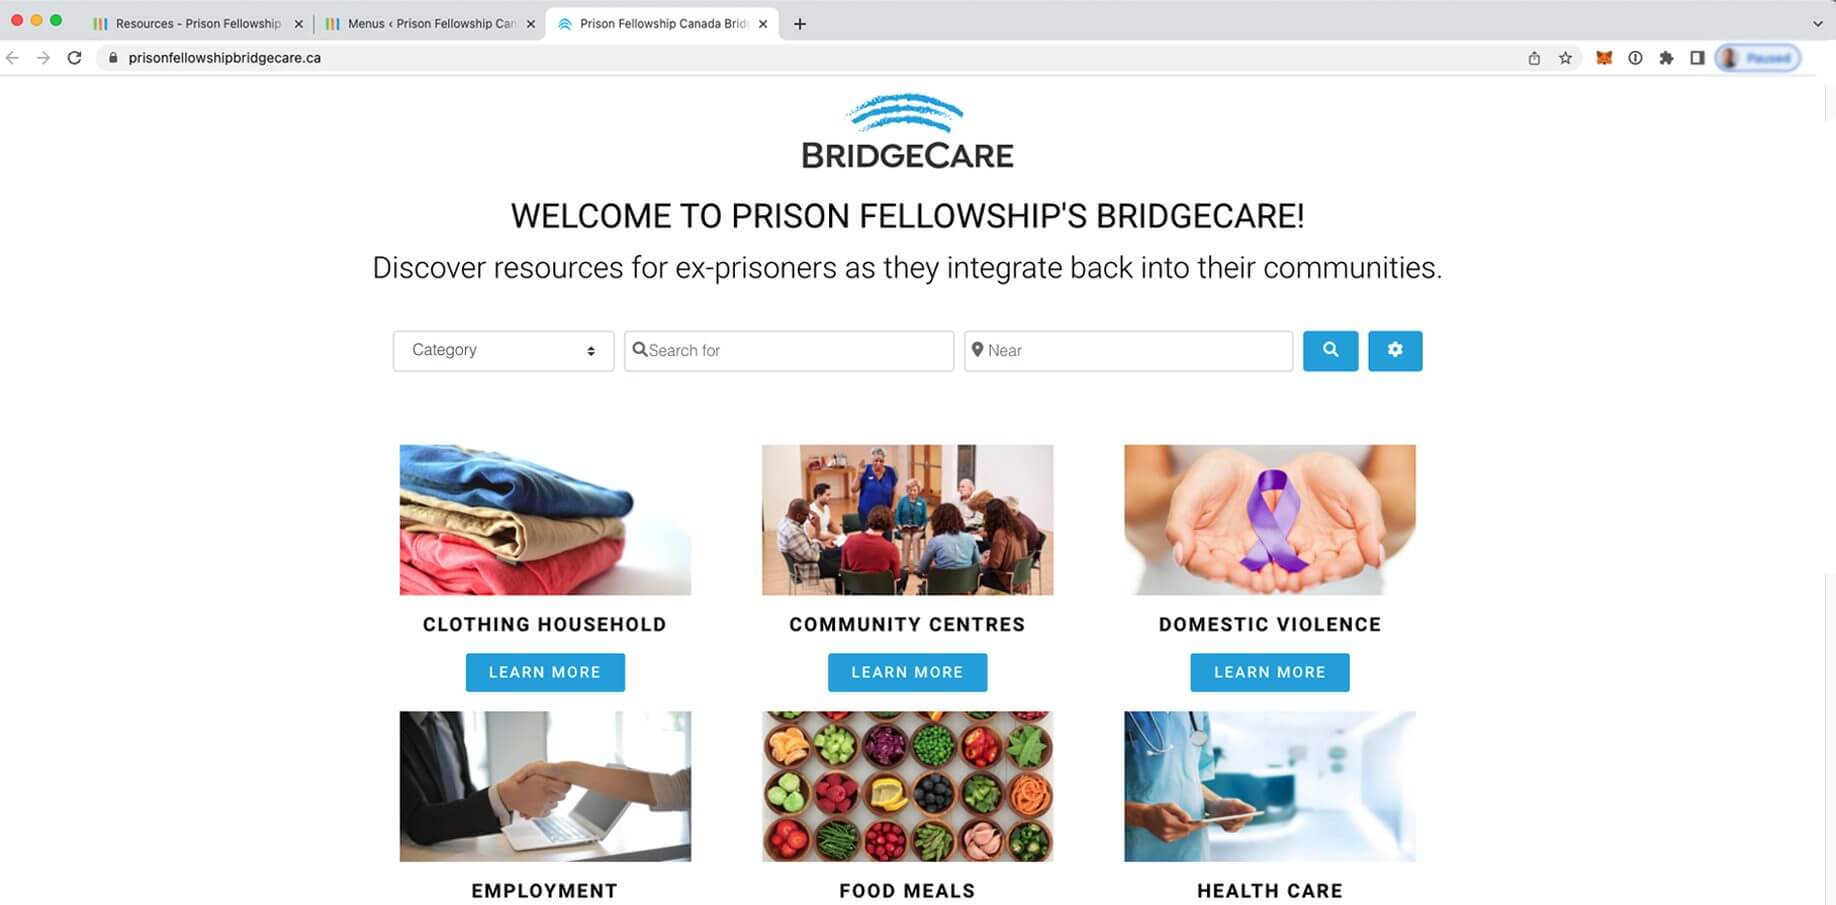 Resources - Prison Fellowship
Menus ‹ Prison Fellowship Can
Prison Fellowship Canada Brid
prisonfellowshipbridgecare.ca
Paused
BRIDGECARE
WELCOME TO PRISON FELLOWSHIP'S BRIDGECARE!
Discover resources for ex-prisoners as they integrate back into their communities.
Category
Search for
Near
CLOTHING HOUSEHOLD
COMMUNITY CENTRES
DOMESTIC VIOLENCE
LEARN MORE
LEARN MORE
LEARN MORE
EMPLOYMENT
FOOD MEALS
HEALTH CARE